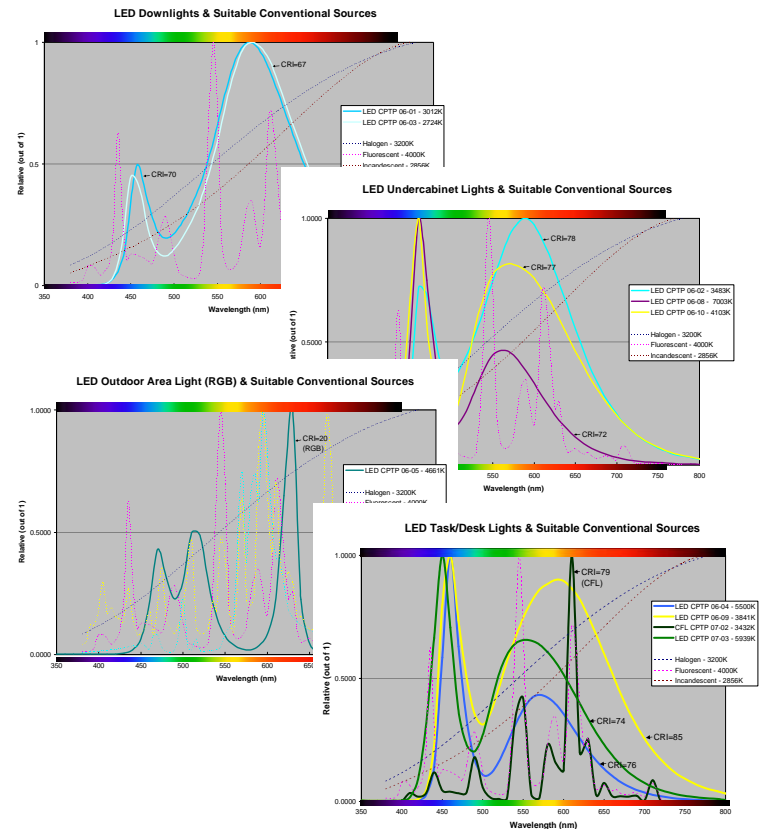 LED Downlights & Suitable Conventional Sources
1
0.5
0
Relative (out of 1)
CRI=67
CRI=70
LED CPTP 06-01 - 3012K
LED CPTP 06-03 - 2724K
Halogen - 3200K
Fluorescent - 4000K
Incandescent - 2856K
350 400 450 500 550 600
Wavelength (nm)
LED Undercabinet Lights & Suitable Conventional Sources
1.0000
0.5000
CRI=78
CRI=77
CRI=72
LED CPTP 06-02 - 3483K
LED CPTP 06-08 - 7003K
LED CPTP 06-10 - 4103K
Halogen - 3200K
Fluorescent - 4000K
Incandescent - 2856K
550 600 650 700 750 800
Wavelength (nm)
LED Outdoor Area Light (RGB) & Suitable Conventional Sources
1.0000
0.5000
0.0000
Relative (out of 1)
CRI=20
(RGB)
LED CPTP 06-05 - 4661K
Halogen - 3200K
350 400 450 500 550 600
Wavelength (nm)
LED Task/Desk Lights & Suitable Conventional Sources
1.0000
0.5000
0.0000
Relative (out of 1)
CRI=79
(CFL)
CRI=74
CRI=85
CRI=76
LED CPTP 06-04 - 5500K
LED CPTP 06-09 - 3841K
CFL CPTP 07-02 - 3432K
LED CPTP 07-03 - 5939K
Halogen - 3200K
Fluorescent - 4000K
Incandescent - 2856K
350 400 450 500 550 600 650 700 750 800
Wavelength (nm)